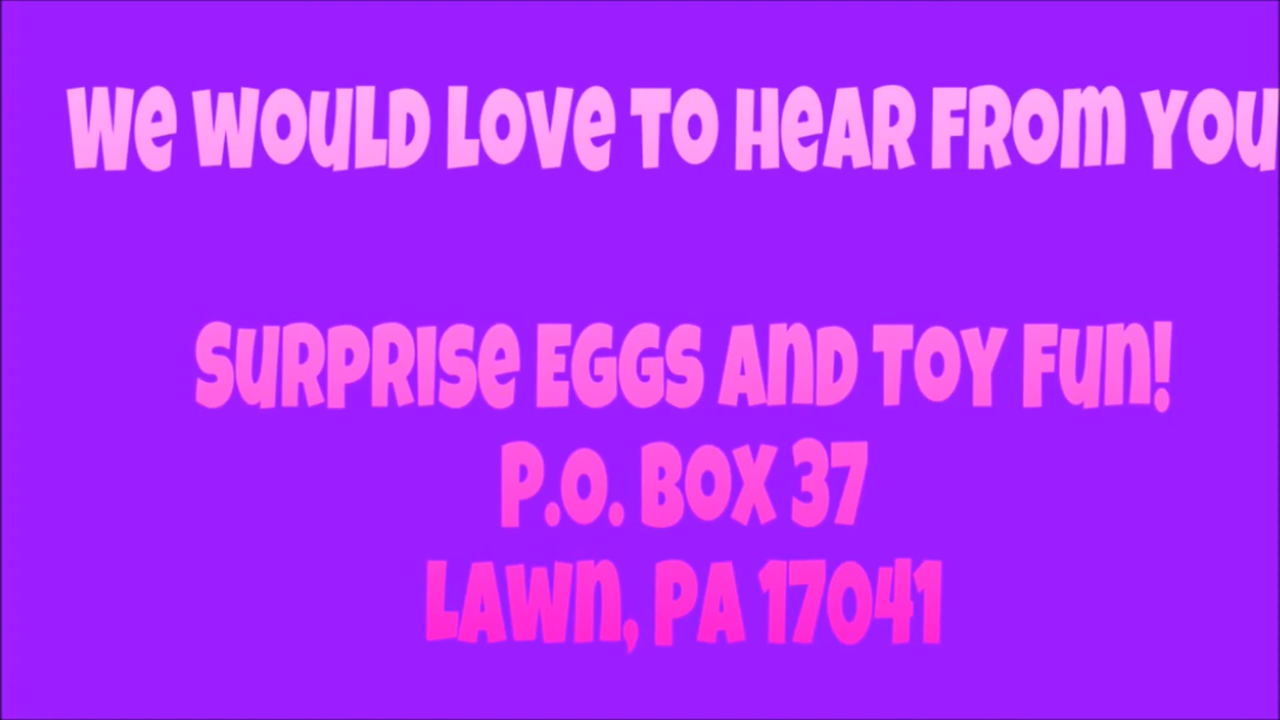 We would love to hear from you
Surprise Eggs and Toy Fun!
P.O. Box 37
Lawn, PA 17041